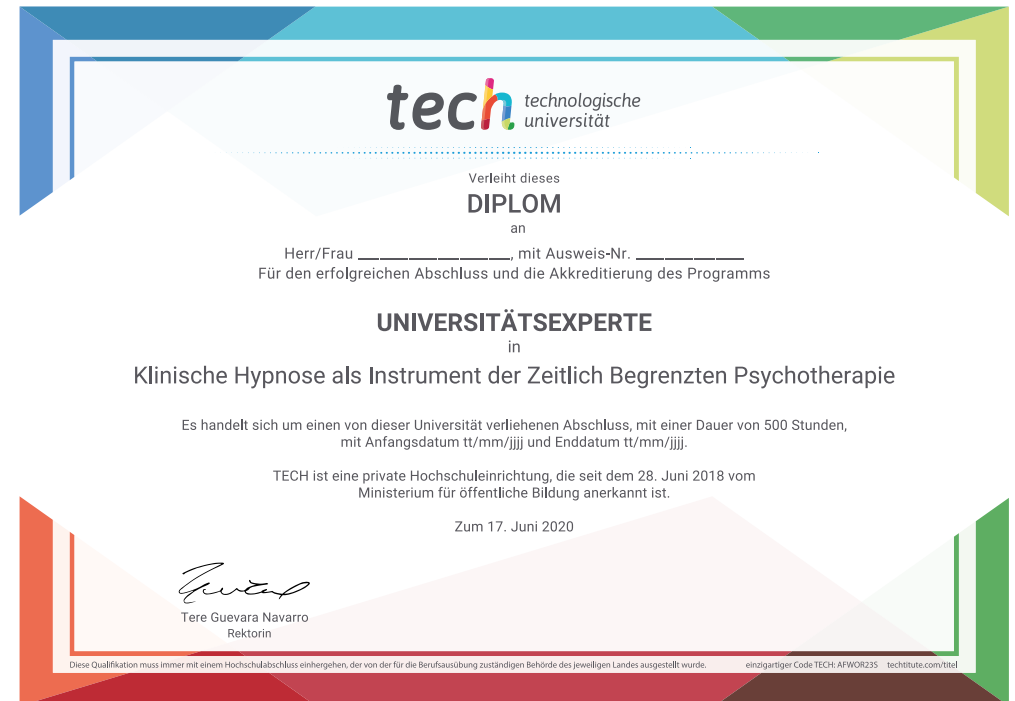 tech technologische
universität
Verleiht dieses
DIPLOM
an
Herr/Frau ____________________, mit Ausweis-Nr. ______________
Für den erfolgreichen Abschluss und die Akkreditierung des Programms
UNIVERSITÄTSEXPERTE
in
Klinische Hypnose als Instrument der Zeitlich Begrenzten Psychotherapie
Es handelt sich um einen von dieser Universität verliehenen Abschluss, mit einer Dauer von 500 Stunden,
mit Anfangsdatum tt/mm/jjjj und Enddatum tt/mm/jjjj.
TECH ist eine private Hochschuleinrichtung, die seit dem 28. Juni 2018 vom
Ministerium für öffentliche Bildung anerkannt ist.
Zum 17. Juni 2020
Tere Guevara Navarro
Rektorin
Diese Qualifikation muss immer mit einem Hochschulabschluss einhergehen, der von der für die Berufsausübung zuständigen Behörde des jeweiligen Landes ausgestellt wurde. einzigartiger Code TECH: AFWOR23S techtitute.com/titel